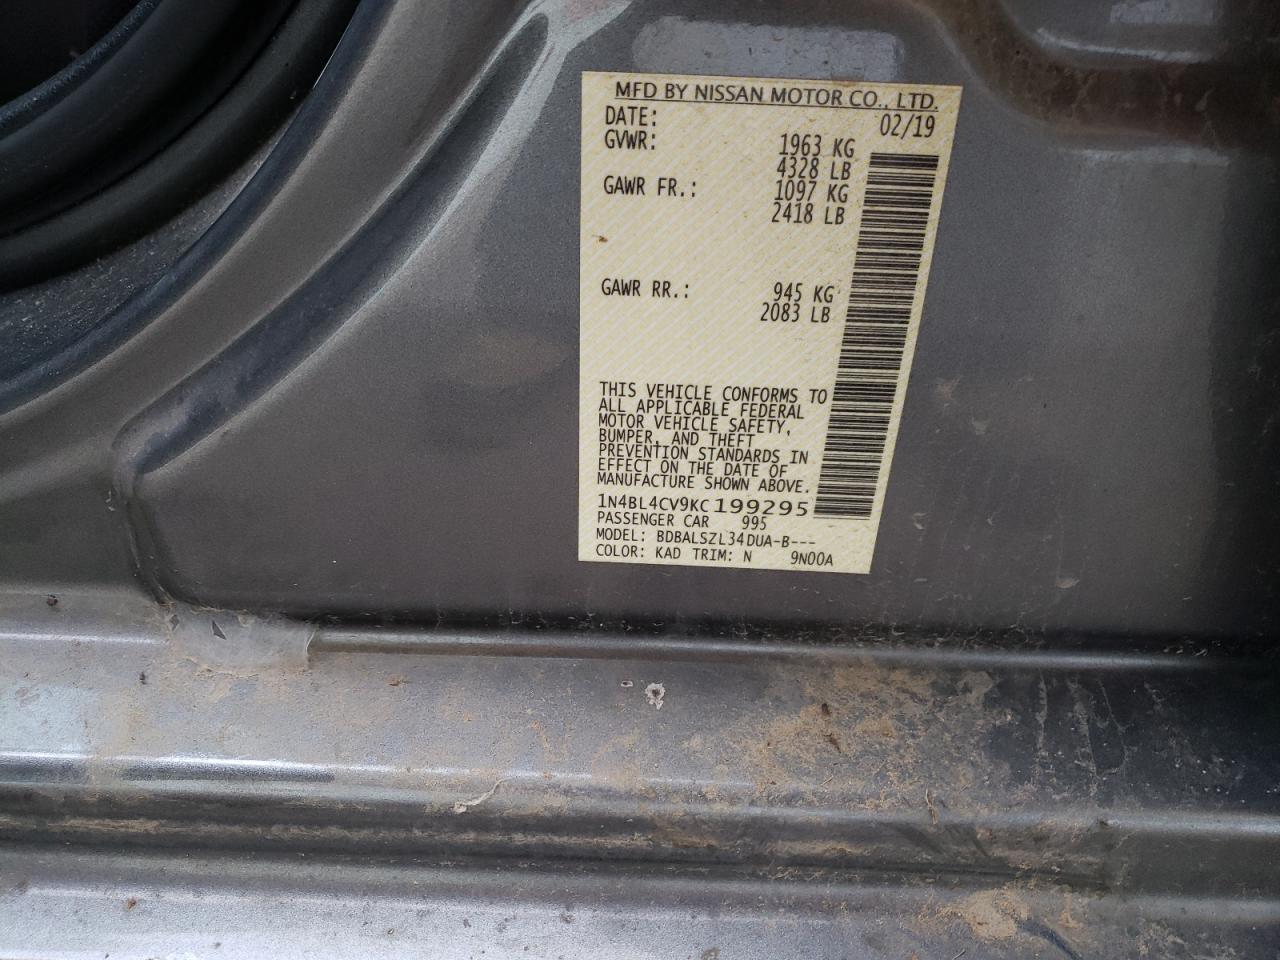 MFD BY NISSAN MOTOR CO., LTD.
DATE: 02/19
GVWR: 1963 KG
4328 LB
GAWR FR.: 1097 KG
2418 LB
GAWR RR.: 945 KG
2083 LB
THIS VEHICLE CONFORMS TO
ALL APPLICABLE FEDERAL
MOTOR VEHICLE SAFETY,
BUMPER, AND THEFT
PREVENTION STANDARDS IN
EFFECT ON THE DATE OF
MANUFACTURE SHOWN ABOVE.
1N4BL4CV9KC199295
PASSENGER CAR 995
MODEL: BDBALSZL34DUA-B---
COLOR: KAD TRIM: N 9N00A